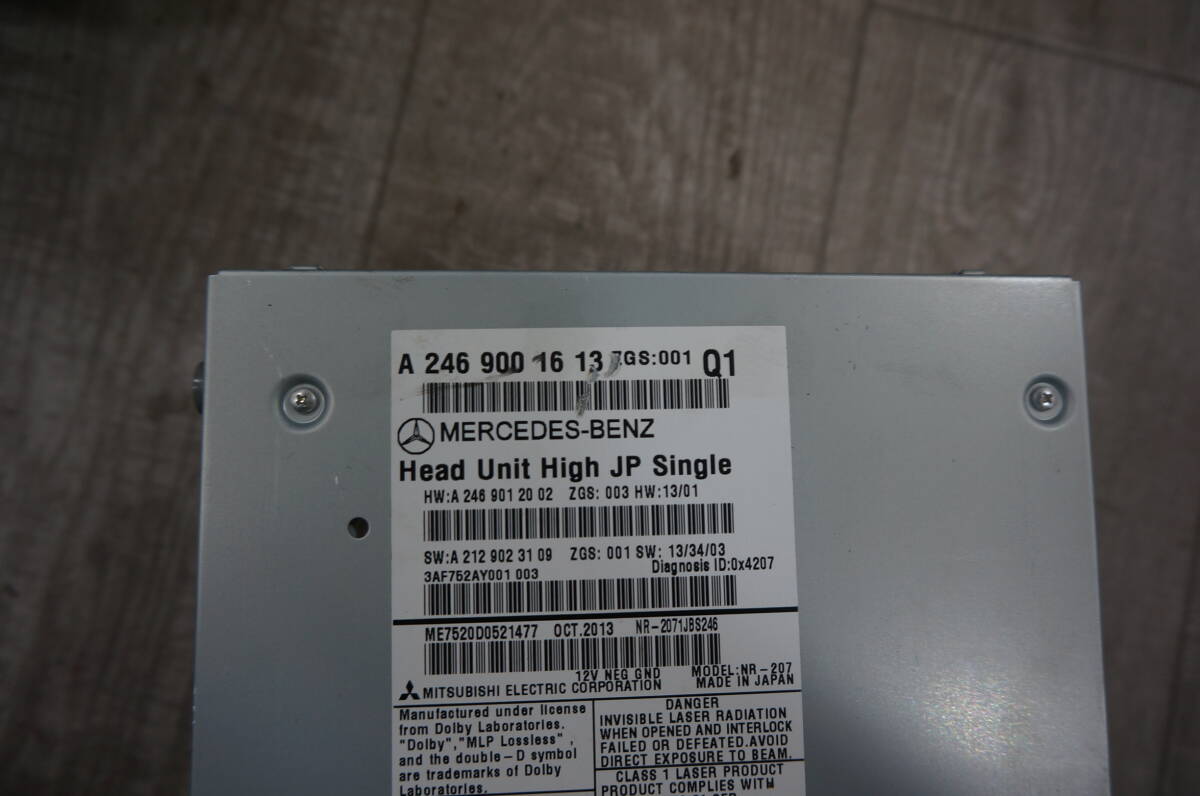 A 246 900 16 13 ZGS:001 Q1
MERCEDES-BENZ
Head Unit High JP Single
HW:A 246 901 20 02 ZGS: 003 HW:13/01
SW:A 212 902 31 09 ZGS: 001 SW: 13/34/03
3AF752AY001 003 Diagnosis ID:0x4207
ME7520D0521477 OCT.2013 NR-2071JBS246
12V NEG GND MODEL:NR-207
MITSUBISHI ELECTRIC CORPORATION MADE IN JAPAN
Manufactured under license
from Dolby Laboratories.
"Dolby","MLP Lossless",
and the double-D symbol
are trademarks of Dolby
Laboratories.
DANGER
INVISIBLE LASER RADIATION
WHEN OPENED AND INTERLOCK
FAILED OR DEFEATED.AVOID
DIRECT EXPOSURE TO BEAM.
CLASS 1 LASER PRODUCT
PRODUCT COMPLIES WITH